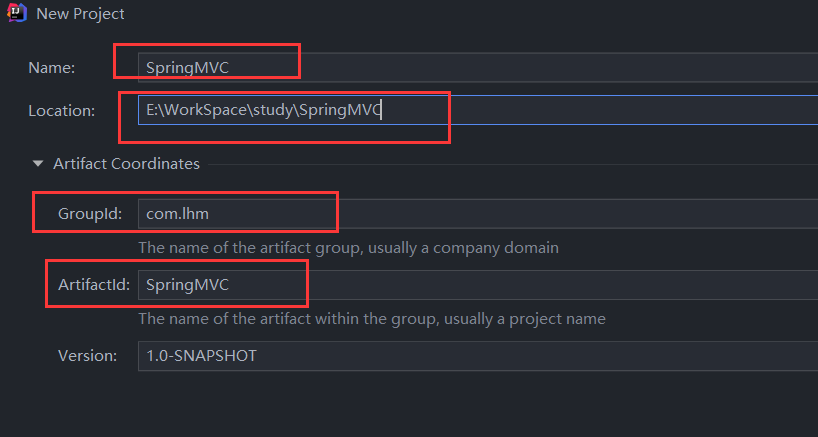 New Project
Name: SpringMVC
Location: E:\WorkSpace\study\SpringMVC
Artifact Coordinates
GroupId: com.lhm
The name of the artifact group, usually a company domain
ArtifactId: SpringMVC
The name of the artifact within the group, usually a project name
Version: 1.0-SNAPSHOT